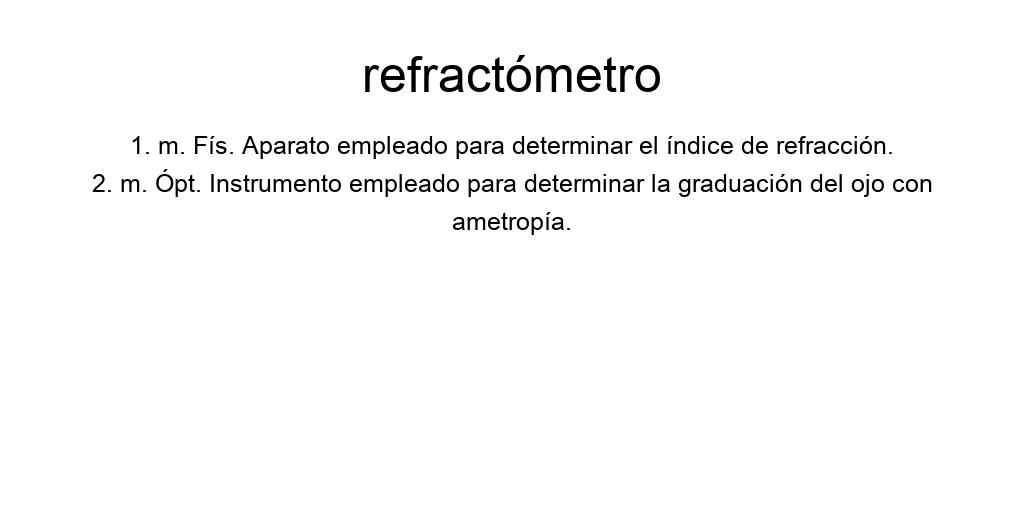 refractómetro
1. m. Fís. Aparato empleado para determinar el índice de refracción.
2. m. Ópt. Instrumento empleado para determinar la graduación del ojo con
ametropía.